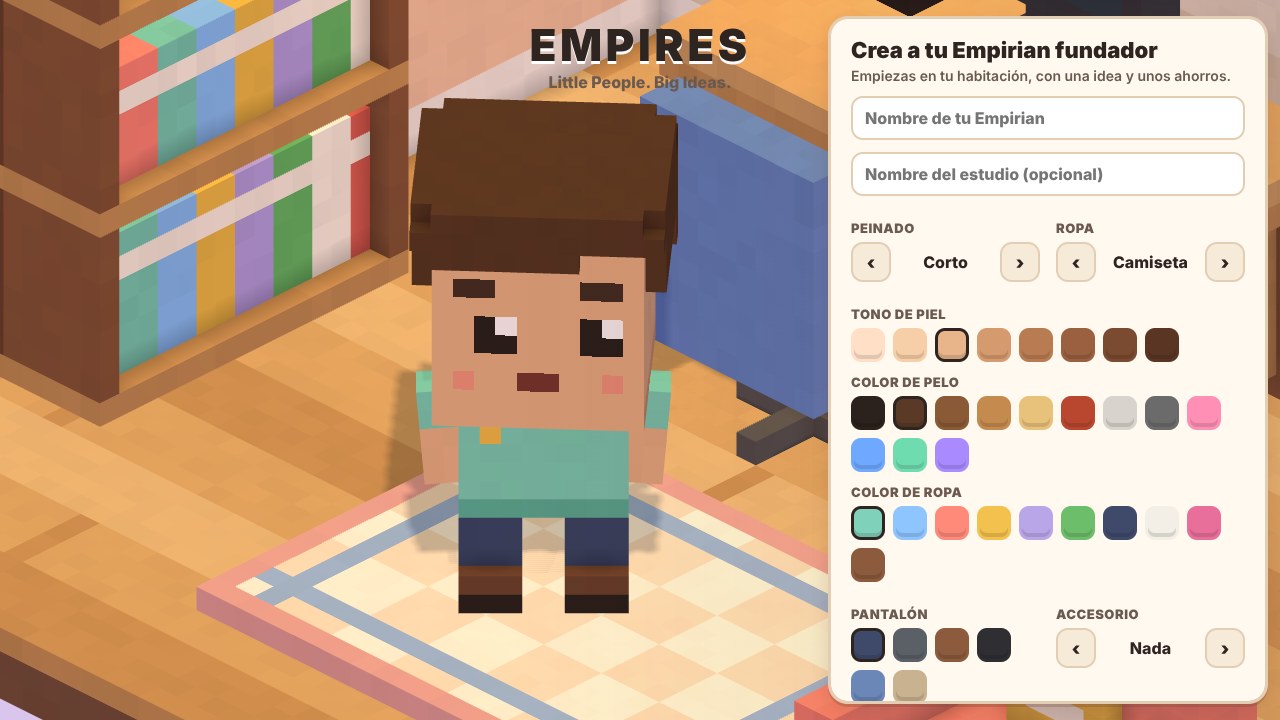 EMPIRES
Little People. Big Ideas.
Crea a tu Empirian fundador
Empiezas en tu habitación, con una idea y unos ahorros.
Nombre de tu Empirian
Nombre del estudio (opcional)
PEINADO
ROPA
‹ Corto ›
‹ Camiseta ›
TONO DE PIEL
COLOR DE PELO
COLOR DE ROPA
PANTALÓN
ACCESORIO
‹ Nada ›